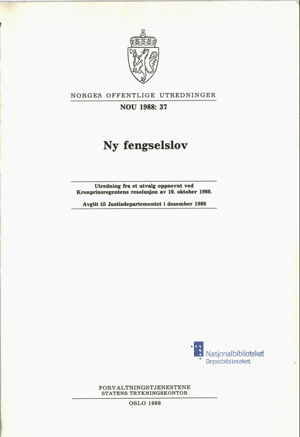 NORGES OFFENTLIGE UTREDNINGER
NOU 1988: 37
Ny fengselslov
Utredning fra et utvalg oppnevnt ved
Kronprinsregentens resolusjon av 10. oktober 1980.
Avgitt til Justisdepartementet i desember 1988
Nasjonalbiblioteket
Depotbiblioteket
FORVALTNINGSTJENESTENE
STATENS TRYKNINGSKONTOR
OSLO 1988